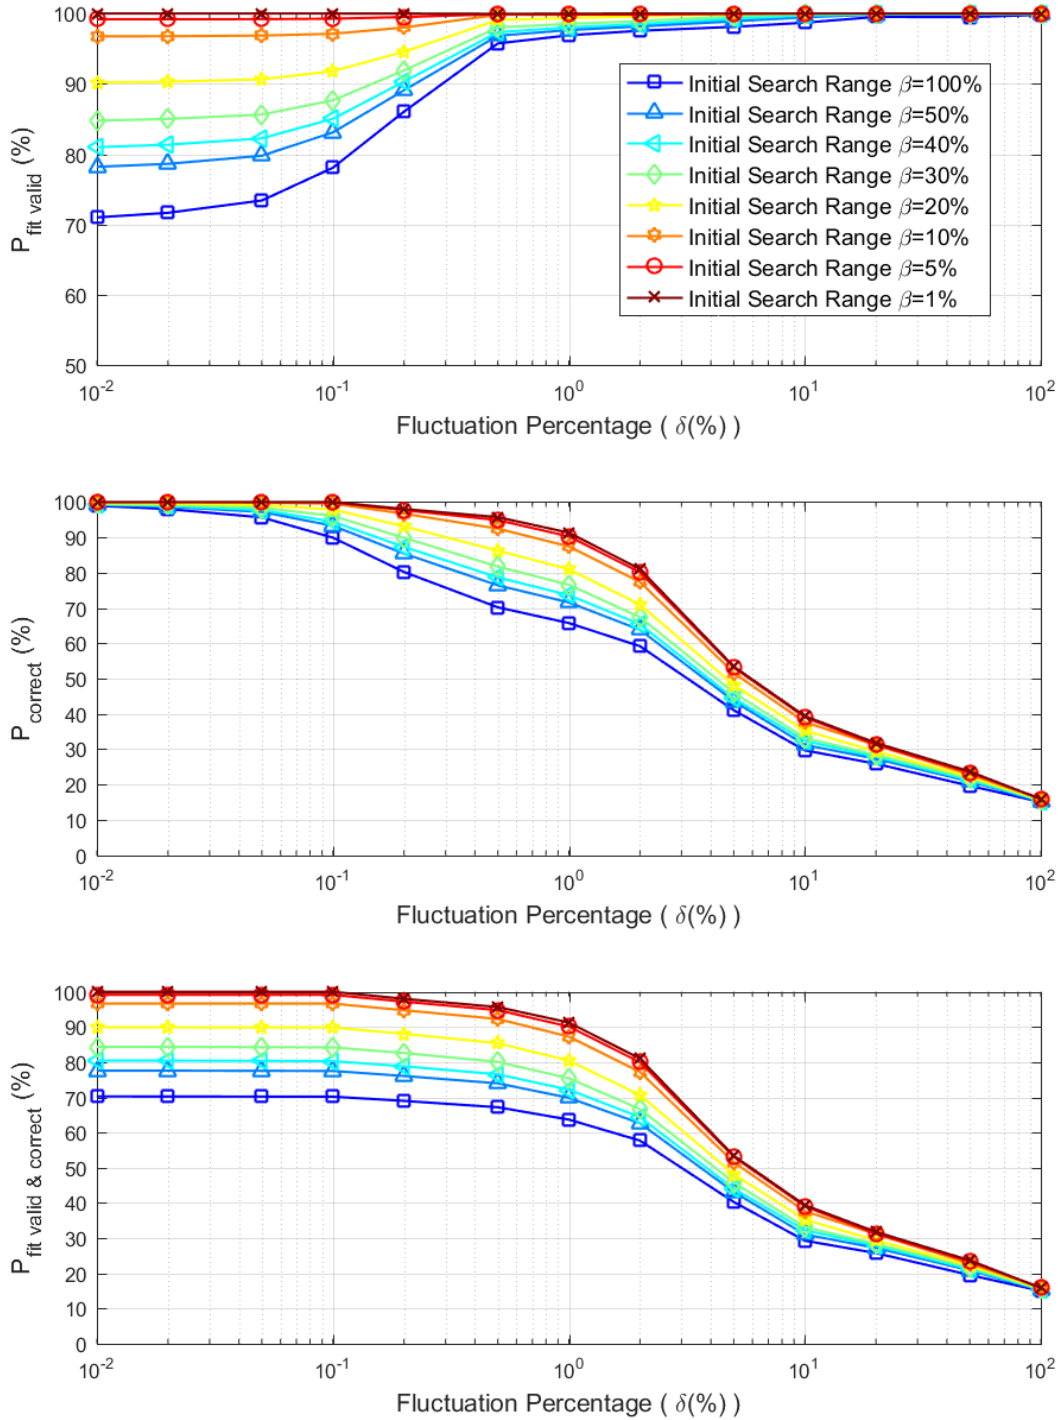 100
90
80
70
60
50
P fit valid (%)
Initial Search Range β=100%
Initial Search Range β=50%
Initial Search Range β=40%
Initial Search Range β=30%
Initial Search Range β=20%
Initial Search Range β=10%
Initial Search Range β=5%
Initial Search Range β=1%
10^-2 10^-1 10^0 10^1 10^2
Fluctuation Percentage ( δ(%) )
100
90
80
70
60
50
40
30
20
10
0
P correct (%)
10^-2 10^-1 10^0 10^1 10^2
Fluctuation Percentage ( δ(%) )
100
90
80
70
60
50
40
30
20
10
0
P fit valid & correct (%)
10^-2 10^-1 10^0 10^1 10^2
Fluctuation Percentage ( δ(%) )